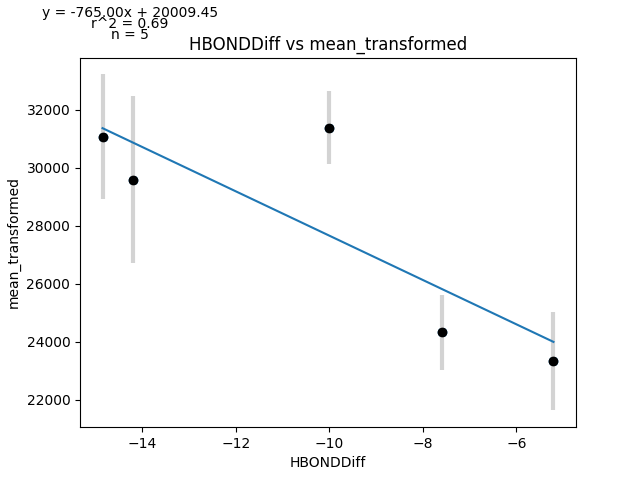 y = -765.00x + 20009.45
r^2 = 0.69
n = 5
HBONDDiff vs mean_transformed
mean_transformed
32000
30000
28000
26000
24000
22000
−14
−12
−10
−8
−6
HBONDDiff